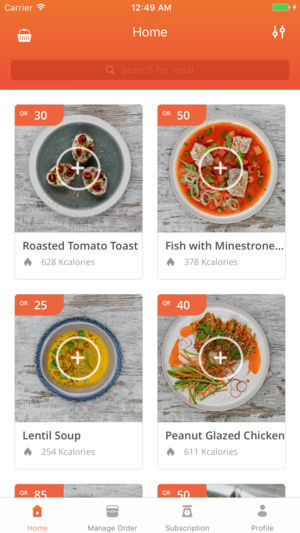 Carrier 12:49 AM
Home
Search for meal
QR 30
QR 50
Roasted Tomato Toast
Fish with Minestrone...
628 Kcalories
378 Kcalories
QR 25
QR 40
Lentil Soup
Peanut Glazed Chicken
254 Kcalories
611 Kcalories
QR 85
QR 50
Home Manage Order Subscription Profile